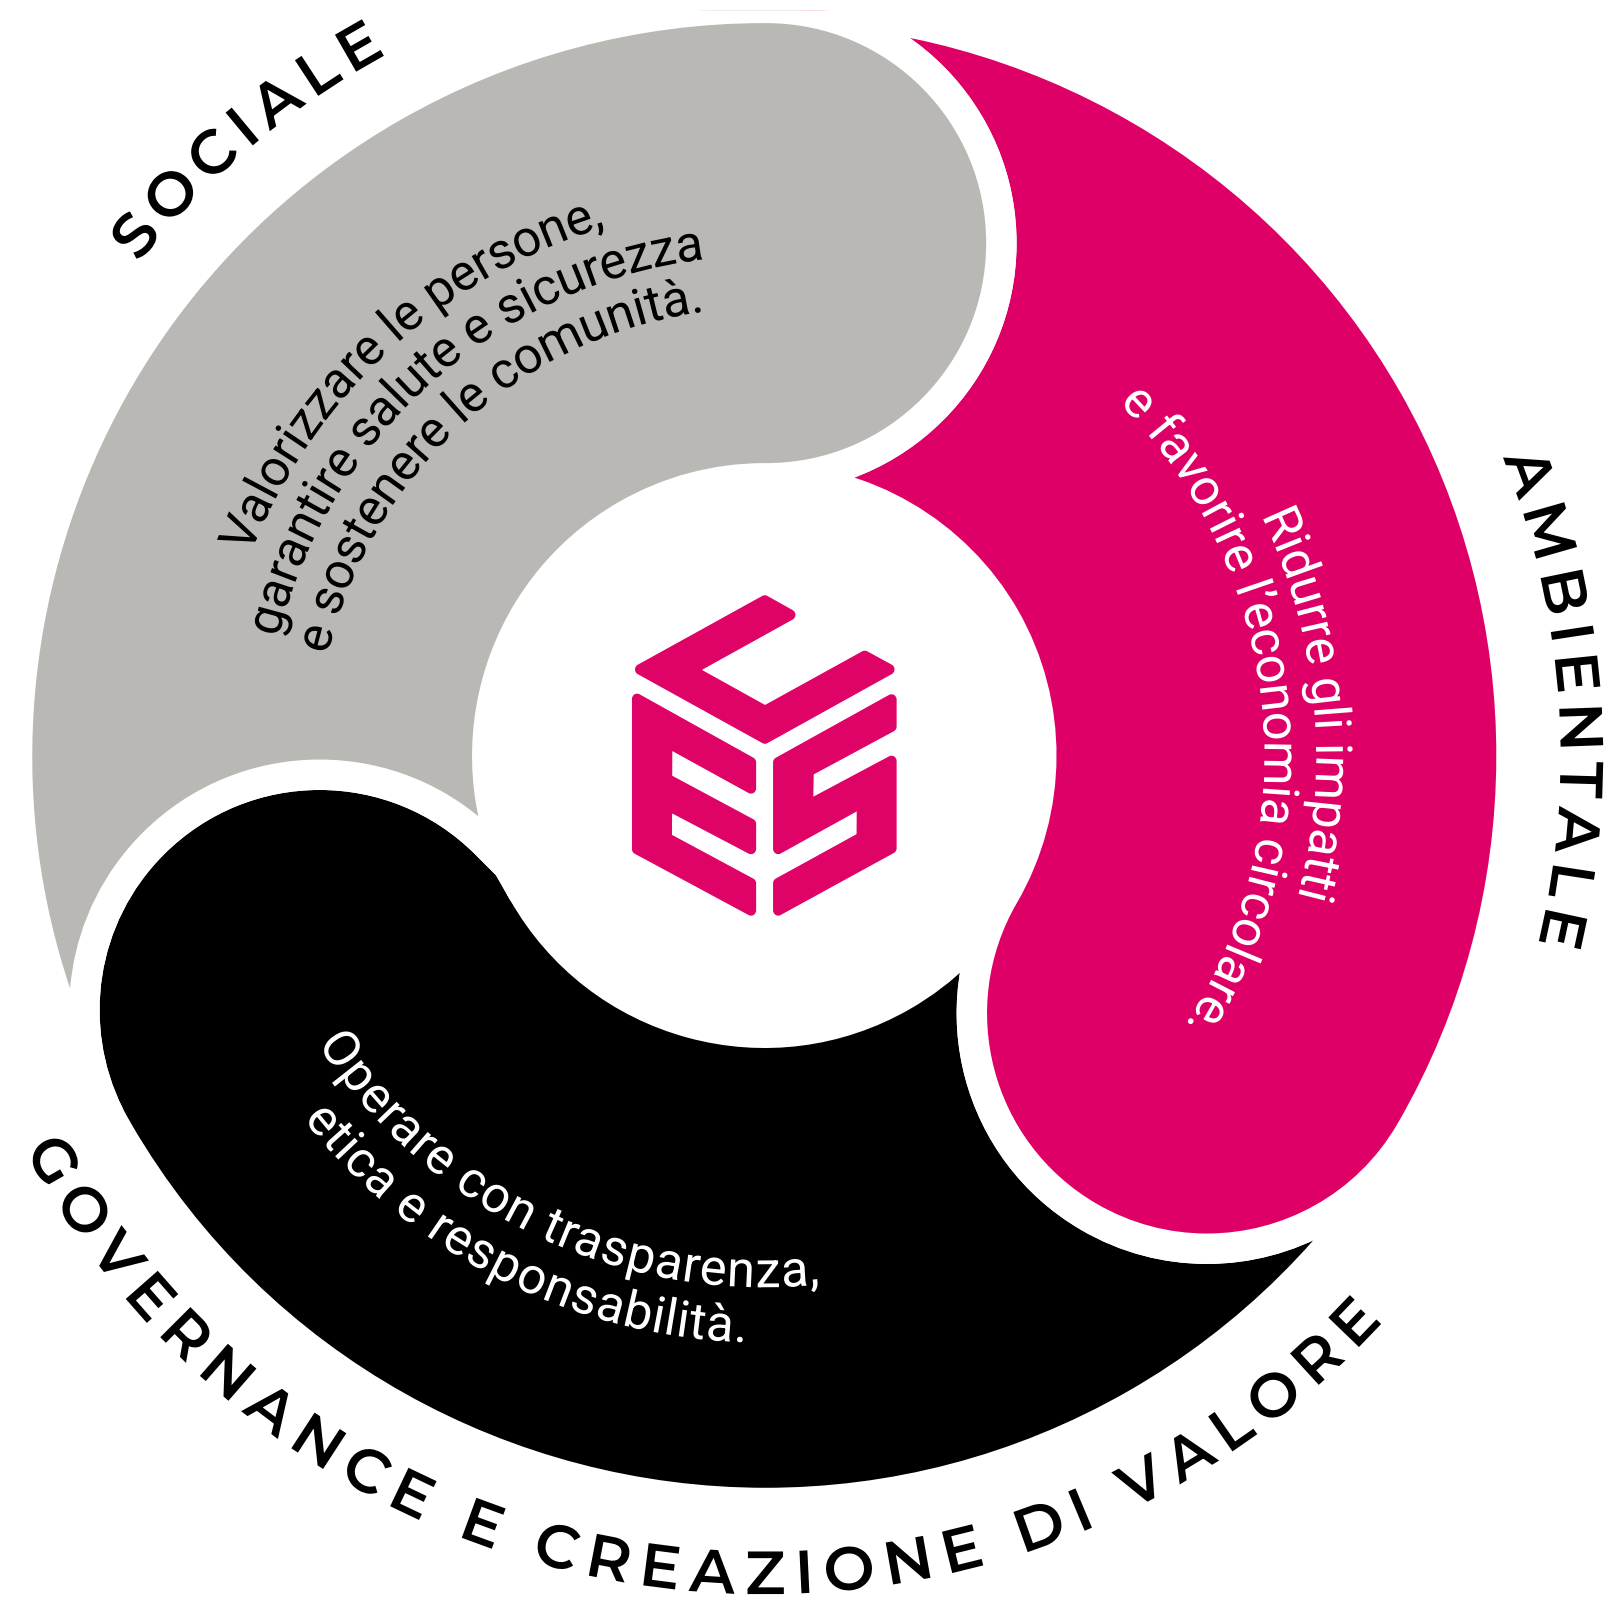 SOCIALE
Valorizzare le persone,
garantire salute e sicurezza
e sostenere le comunità.
AMBIENTALE
Ridurre gli impatti
e favorire l'economia circolare.
GOVERNANCE E CREAZIONE DI VALORE
Operare con trasparenza,
etica e responsabilità.
CES